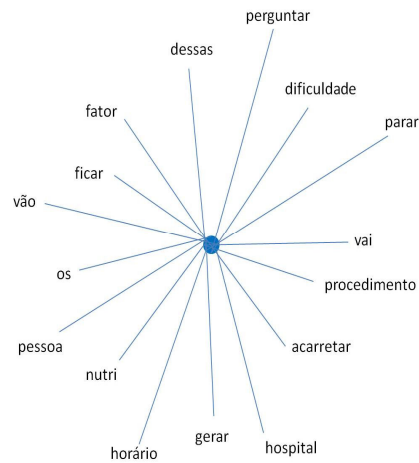 perguntar
dessas
dificuldade
fator
parar
ficar
vão
vai
os
procedimento
pessoa
acarretar
nutri
gerar
hospital
horário